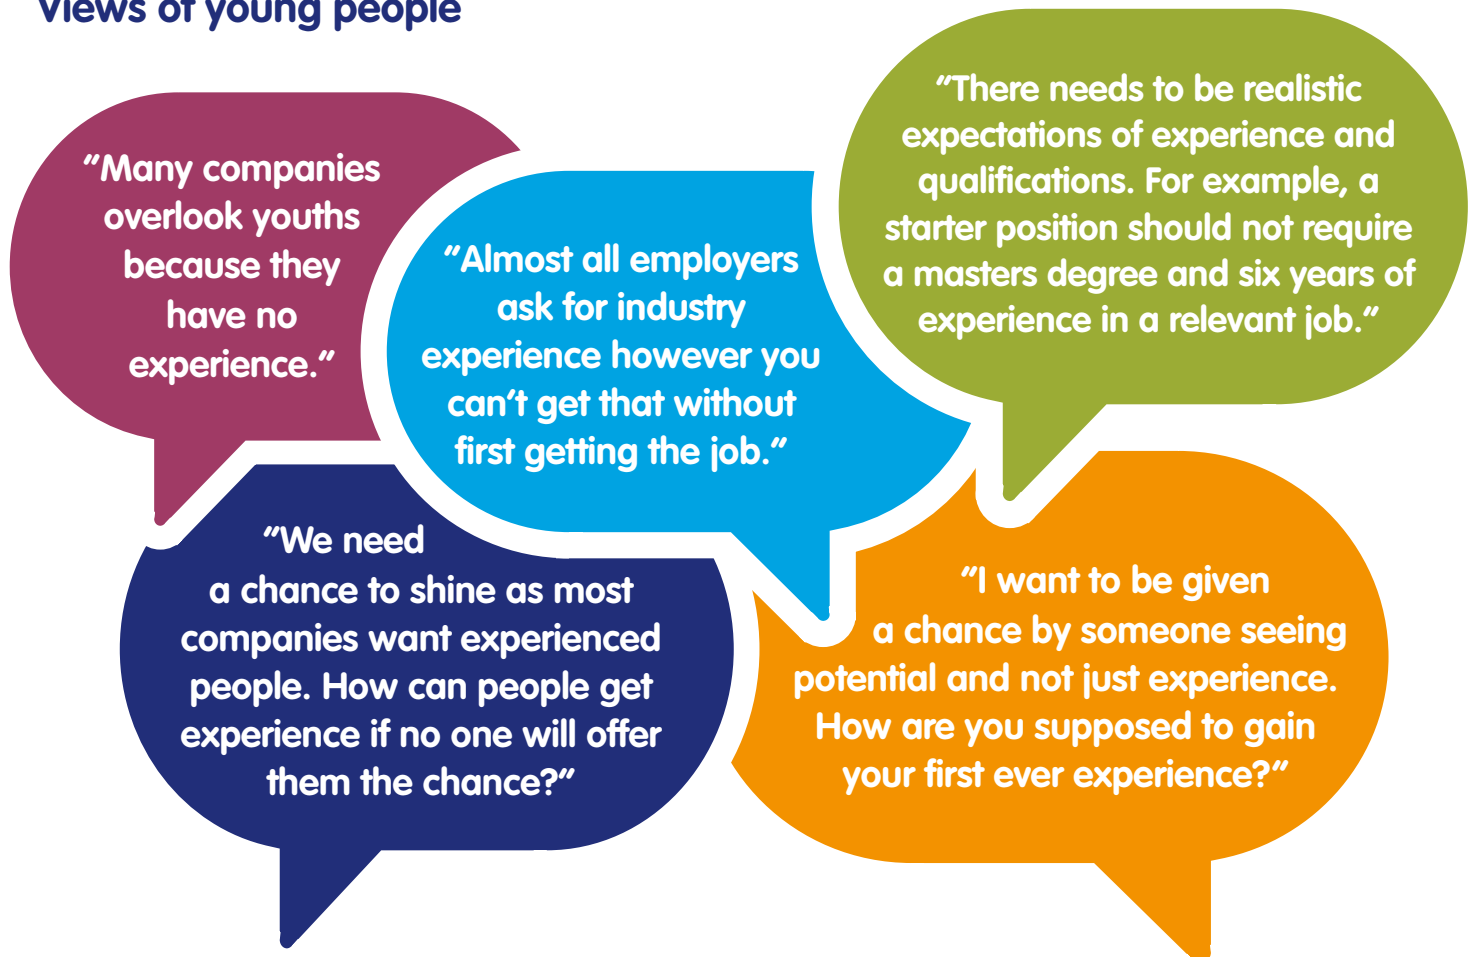 Views of young people
"Many companies
overlook youths
because they
have no
experience."
"Almost all employers
ask for industry
experience however you
can't get that without
first getting the job."
"There needs to be realistic
expectations of experience and
qualifications. For example, a
starter position should not require
a masters degree and six years of
experience in a relevant job."
"We need
a chance to shine as most
companies want experienced
people. How can people get
experience if no one will offer
them the chance?"
"I want to be given
a chance by someone seeing
potential and not just experience.
How are you supposed to gain
your first ever experience?"